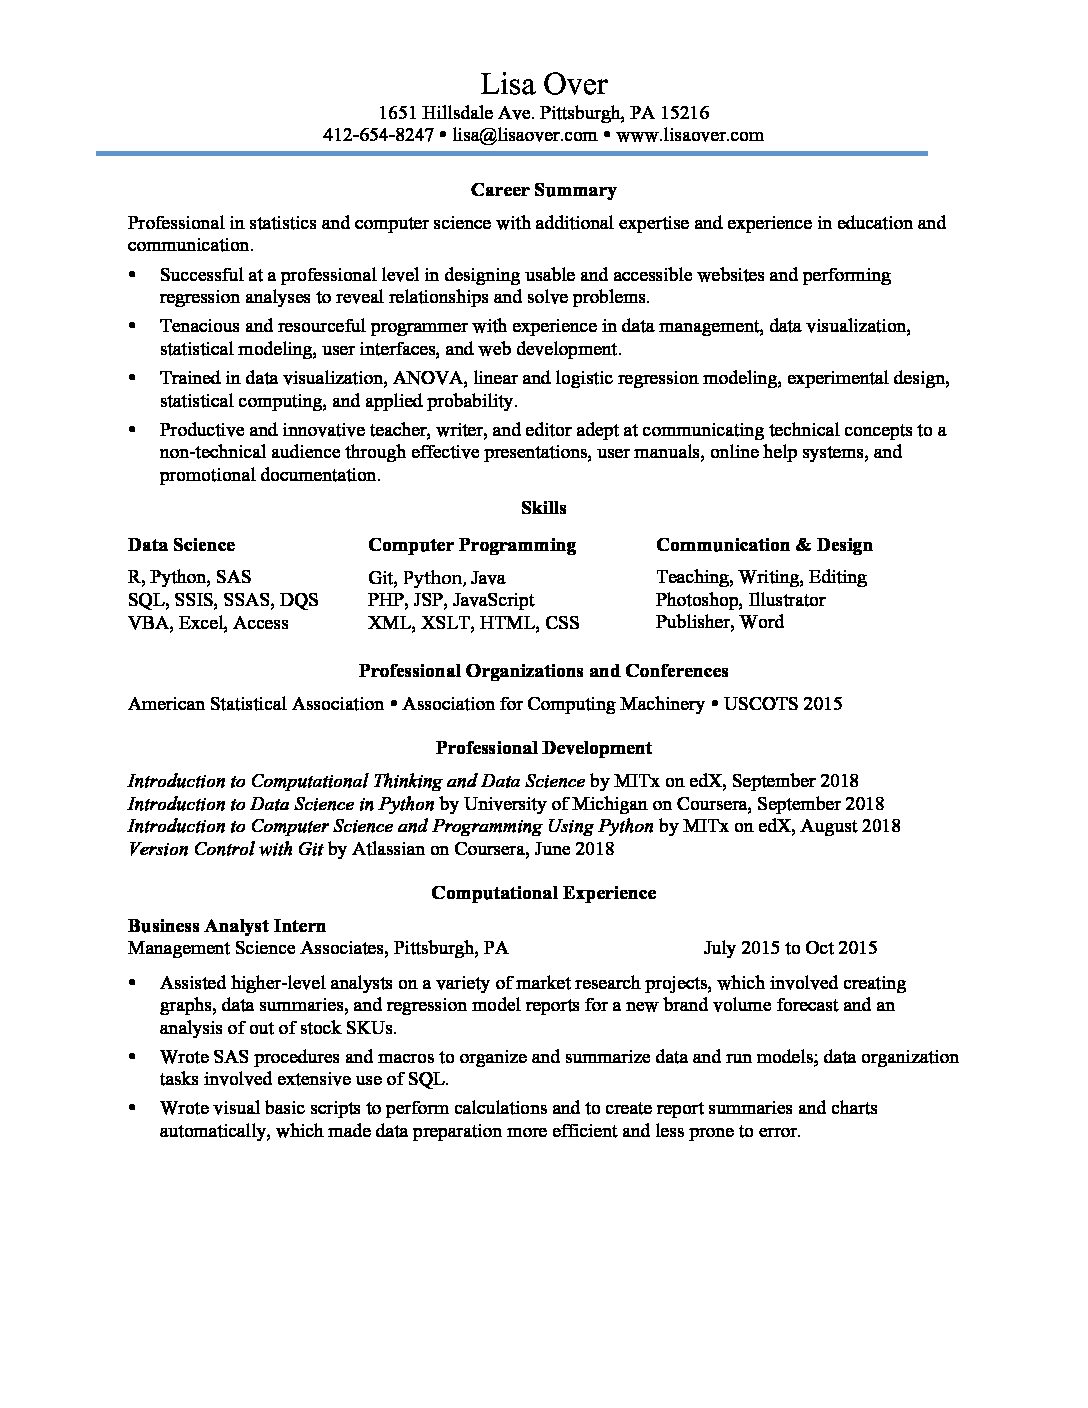 Lisa Over
1651 Hillsdale Ave. Pittsburgh, PA 15216
412-654-8247 • lisa@lisaover.com • www.lisaover.com
Career Summary
Professional in statistics and computer science with additional expertise and experience in education and
communication.
• Successful at a professional level in designing usable and accessible websites and performing
regression analyses to reveal relationships and solve problems.
• Tenacious and resourceful programmer with experience in data management, data visualization,
statistical modeling, user interfaces, and web development.
• Trained in data visualization, ANOVA, linear and logistic regression modeling, experimental design,
statistical computing, and applied probability.
• Productive and innovative teacher, writer, and editor adept at communicating technical concepts to a
non-technical audience through effective presentations, user manuals, online help systems, and
promotional documentation.
Skills
Data Science Computer Programming Communication & Design
R, Python, SAS Git, Python, Java Teaching, Writing, Editing
SQL, SSIS, SSAS, DQS PHP, JSP, JavaScript Photoshop, Illustrator
VBA, Excel, Access XML, XSLT, HTML, CSS Publisher, Word
Professional Organizations and Conferences
American Statistical Association • Association for Computing Machinery • USCOTS 2015
Professional Development
Introduction to Computational Thinking and Data Science by MITx on edX, September 2018
Introduction to Data Science in Python by University of Michigan on Coursera, September 2018
Introduction to Computer Science and Programming Using Python by MITx on edX, August 2018
Version Control with Git by Atlassian on Coursera, June 2018
Computational Experience
Business Analyst Intern
Management Science Associates, Pittsburgh, PA July 2015 to Oct 2015
• Assisted higher-level analysts on a variety of market research projects, which involved creating
graphs, data summaries, and regression model reports for a new brand volume forecast and an
analysis of out of stock SKUs.
• Wrote SAS procedures and macros to organize and summarize data and run models; data organization
tasks involved extensive use of SQL.
• Wrote visual basic scripts to perform calculations and to create report summaries and charts
automatically, which made data preparation more efficient and less prone to error.